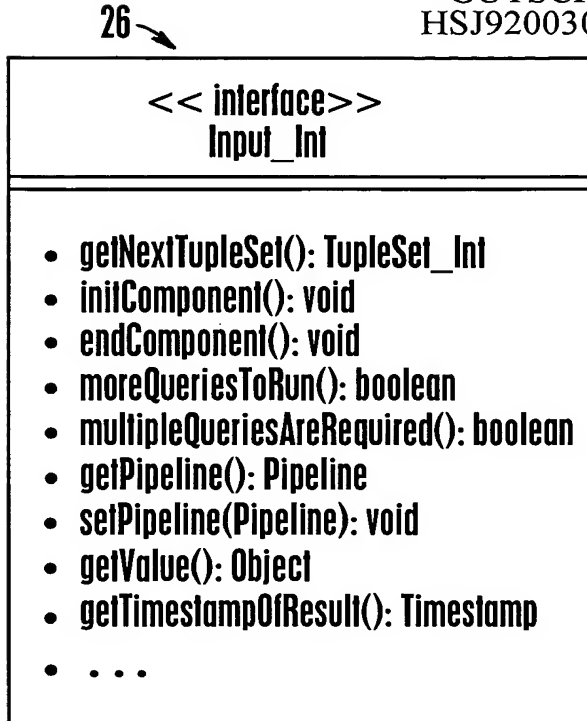 26
HSJ920030
<< interface>>
Input_Int
• getNextTupleSet(): TupleSet_Int
• initComponent(): void
• endComponent(): void
• moreQueriesToRun(): boolean
• multipleQueriesAreRequired(): boolean
• getPipeline(): Pipeline
• setPipeline(Pipeline): void
• getValue(): Object
• getTimestampOfResult(): Timestamp
• ...